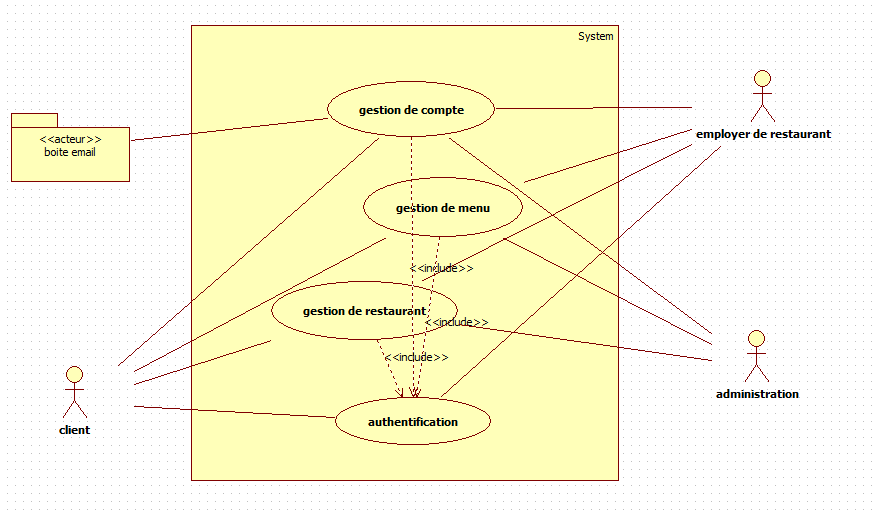 System
gestion de compte
<<acteur>>
boite email
employer de restaurant
gestion de menu
<<include>>
gestion de restaurant
<<include>>
<<include>>
administration
client
authentification